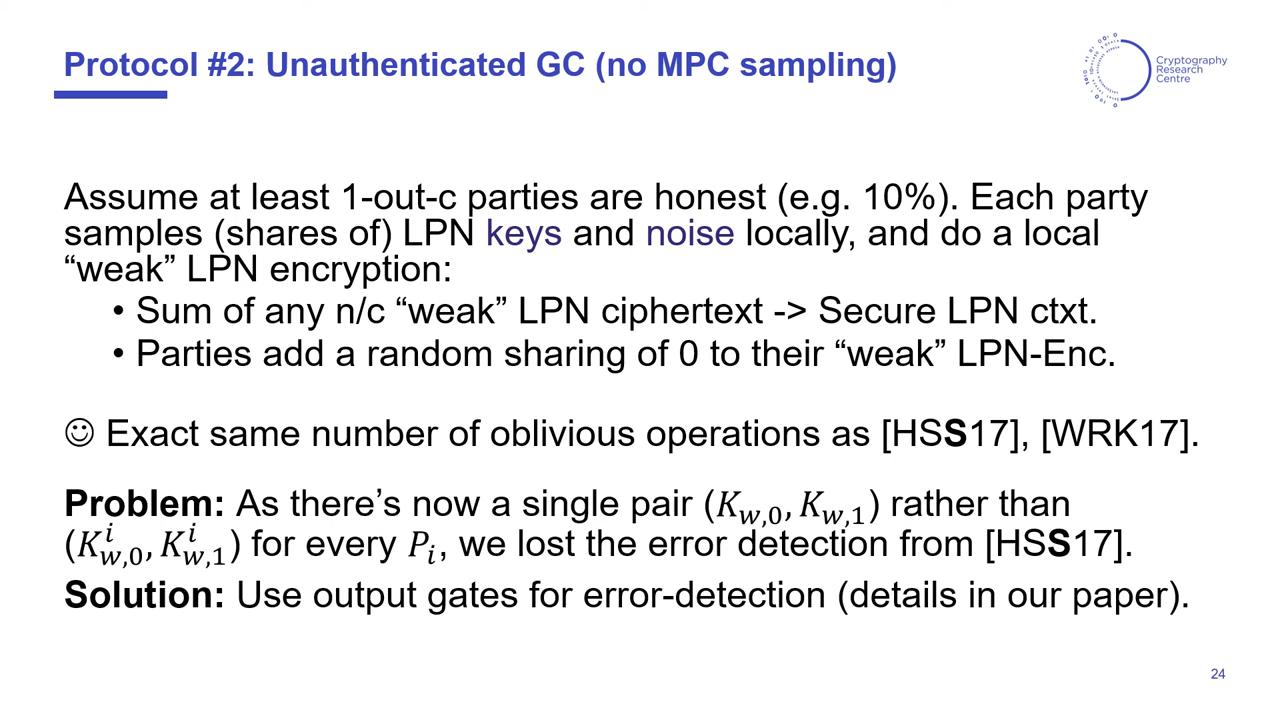 Protocol #2: Unauthenticated GC (no MPC sampling)
Cryptography
Research
Centre
Assume at least 1-out-c parties are honest (e.g. 10%). Each party
samples (shares of) LPN keys and noise locally, and do a local
“weak” LPN encryption:
• Sum of any n/c “weak” LPN ciphertext -> Secure LPN ctxt.
• Parties add a random sharing of 0 to their “weak” LPN-Enc.
☺ Exact same number of oblivious operations as [HSS17], [WRK17].
Problem: As there’s now a single pair (𝐾_{𝑤,0}, 𝐾_{𝑤,1}) rather than
(𝐾^𝑖_{𝑤,0}, 𝐾^𝑖_{𝑤,1}) for every 𝑃_𝑖, we lost the error detection from [HSS17].
Solution: Use output gates for error-detection (details in our paper).
24